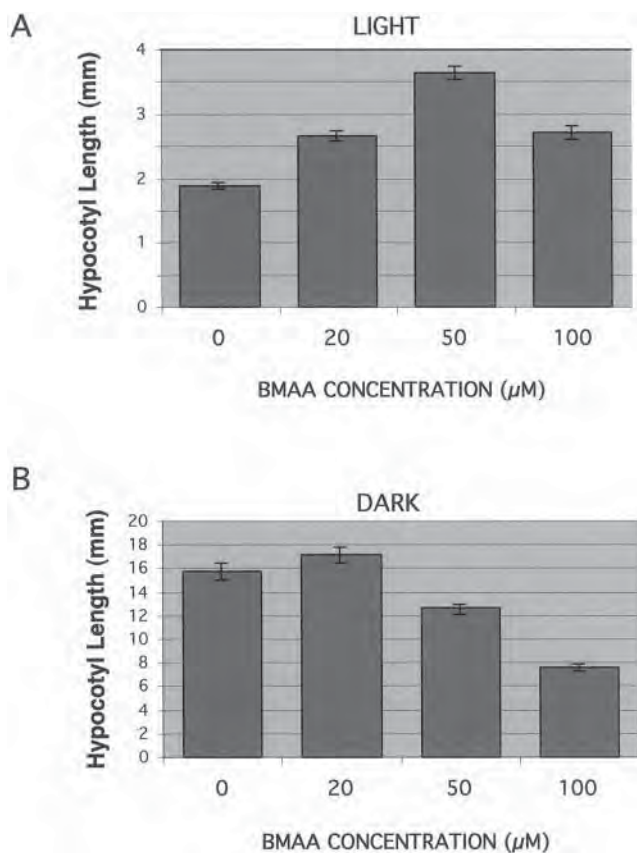 A
LIGHT
Hypocotyl Length (mm)
4
3
2
1
0
0 20 50 100
BMAA CONCENTRATION (µM)
B
DARK
Hypocotyl Length (mm)
20
18
16
14
12
10
8
6
4
2
0
0 20 50 100
BMAA CONCENTRATION (µM)